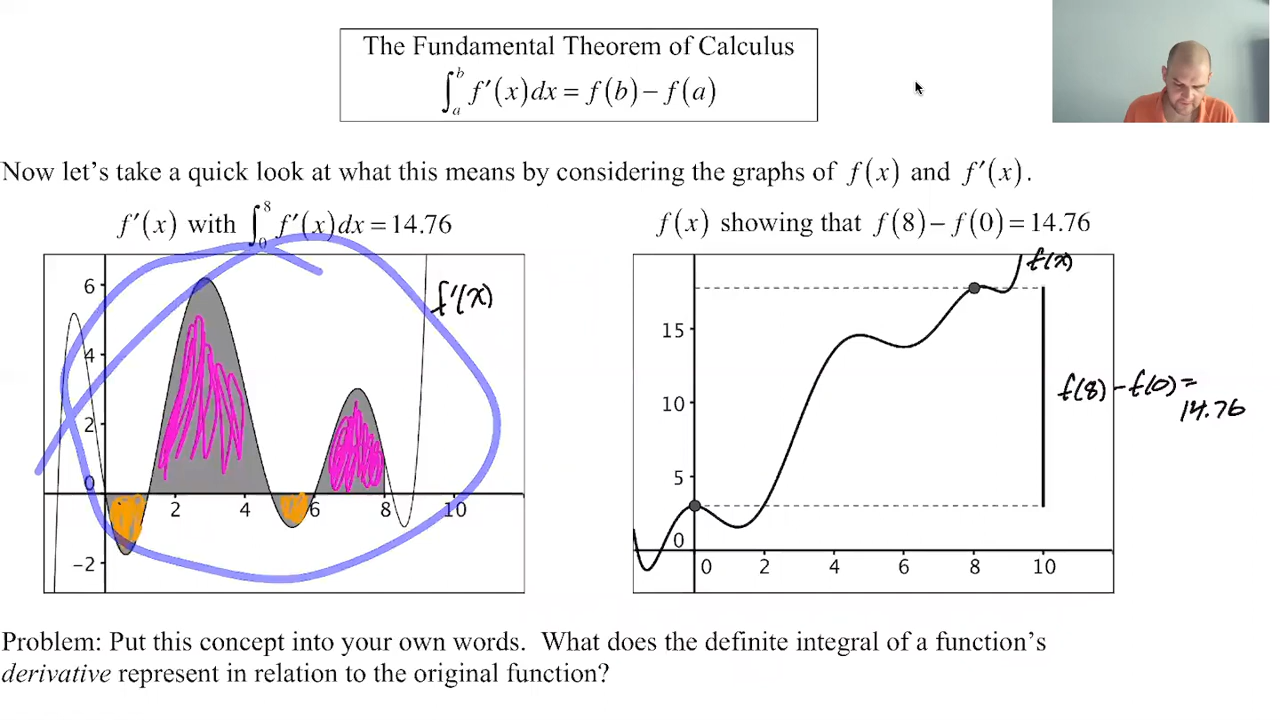 The Fundamental Theorem of Calculus
∫_a^b f′(x)dx = f(b) − f(a)
Now let's take a quick look at what this means by considering the graphs of f(x) and f′(x).
f′(x) with ∫_0^8 f′(x)dx = 14.76
f(x) showing that f(8) − f(0) = 14.76
6
4
2
0
−2
2
4
6
8
10
f'(x)
15
10
5
0
0
2
4
6
8
10
f(x)
f(8) − f(0) =
14.76
Problem: Put this concept into your own words. What does the definite integral of a function's
derivative represent in relation to the original function?